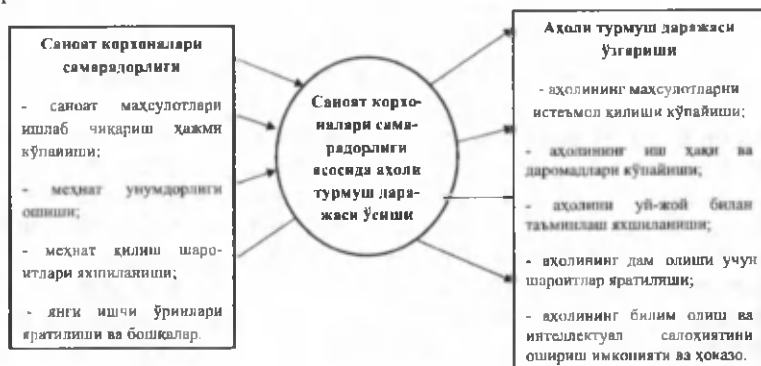 Саноат корхоналари
самарадорлиги
- саноат маҳсулотлари
ишлаб чиқариш ҳажми
кўпайиши;
- меҳнат унумдорлиги
ошиши;
- меҳнат қилиш шаро-
итлари яхшиланиши;
- янги ишчи ўринлари
яратилиши ва бошқалар.
Саноат корхо-
налари сама-
радорлиги
асосида аҳоли
турмуш дара-
жаси ўсиши
Аҳоли турмуш даражаси
ўзгариши
- аҳолининг маҳсулотларни
истеъмол қилиши кўпайиши;
- аҳолининг иш ҳақи ва
даромадлари кўпайиши;
- аҳолини уй-жой билан
таъминлаш яхшиланиши;
- аҳолининг дам олиши учун
шароитлар яратилиши;
- аҳолининг билим олиш ва
интеллектуал салоҳиятини
ошириш имконияти ва ҳоказо.